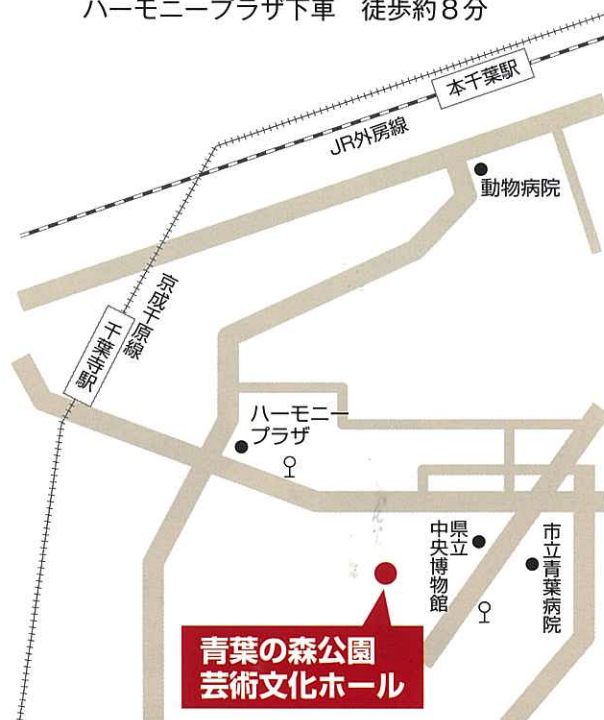 ハーモニープラザ下車 徒歩約8分
本千葉駅
JR外房線
動物病院
京成千原線
千葉寺駅
ハーモニー
プラザ
県立
中央博物館
市立青葉病院
青葉の森公園
芸術文化ホール